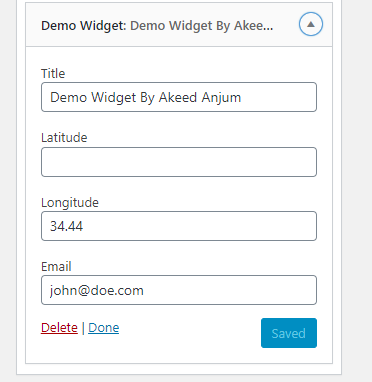 Demo Widget: Demo Widget By Akee...
Title
Demo Widget By Akeed Anjum
Latitude
Longitude
34.44
Email
john@doe.com
Delete | Done
Saved